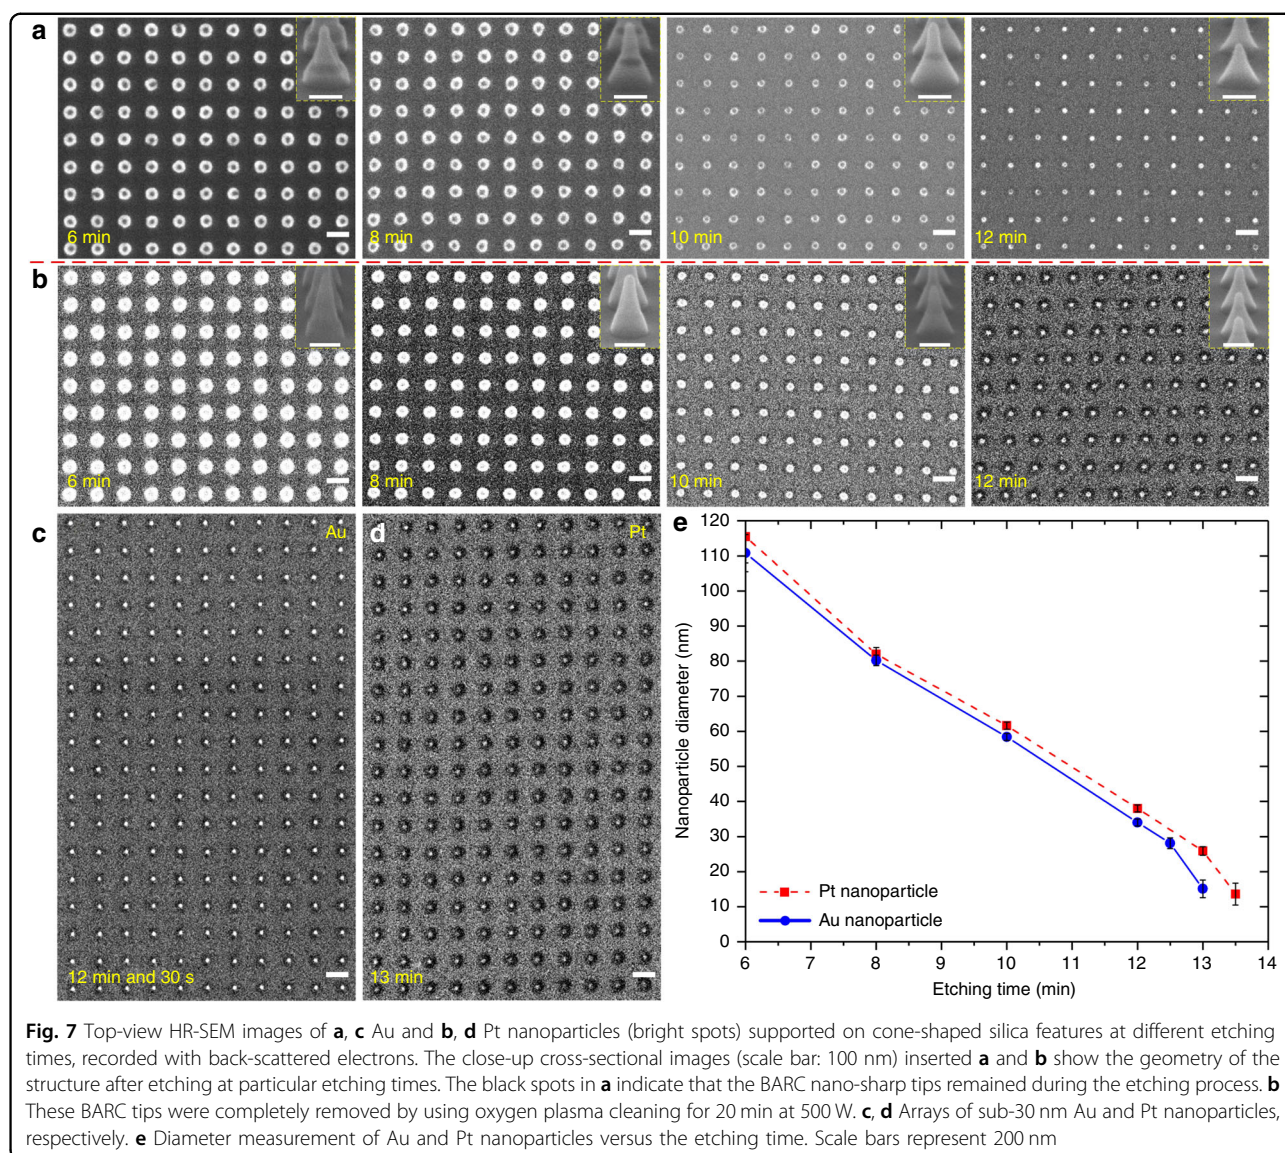 a
6 min
8 min
10 min
12 min
b
6 min
8 min
10 min
12 min
c
Au
12 min and 30 s
d
Pt
13 min
e
120
110
100
90
80
70
60
50
40
30
20
10
0
Nanoparticle diameter (nm)
Pt nanoparticle
Au nanoparticle
6 7 8 9 10 11 12 13 14
Etching time (min)
Fig. 7 Top-view HR-SEM images of a, c Au and b, d Pt nanoparticles (bright spots) supported on cone-shaped silica features at different etching
times, recorded with back-scattered electrons. The close-up cross-sectional images (scale bar: 100 nm) inserted a and b show the geometry of the
structure after etching at particular etching times. The black spots in a indicate that the BARC nano-sharp tips remained during the etching process. b
These BARC tips were completely removed by using oxygen plasma cleaning for 20 min at 500 W. c, d Arrays of sub-30 nm Au and Pt nanoparticles,
respectively. e Diameter measurement of Au and Pt nanoparticles versus the etching time. Scale bars represent 200 nm